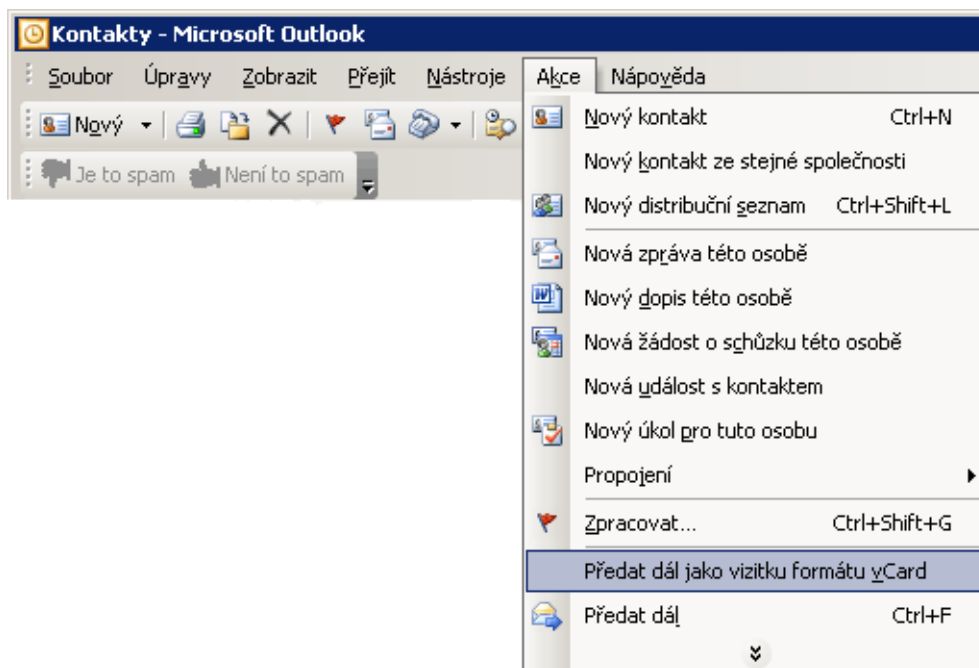 Kontakty - Microsoft Outlook
Soubor Úpravy Zobrazit Přejít Nástroje Akce Nápověda
Nový
Je to spam Není to spam
Nový kontakt Ctrl+N
Nový kontakt ze stejné společnosti
Nový distribuční seznam Ctrl+Shift+L
Nová zpráva této osobě
Nový dopis této osobě
Nová žádost o schůzku této osobě
Nová událost s kontaktem
Nový úkol pro tuto osobu
Propojení
Zpracovat... Ctrl+Shift+G
Předat dál jako vizitku formátu vCard
Předat dál Ctrl+F